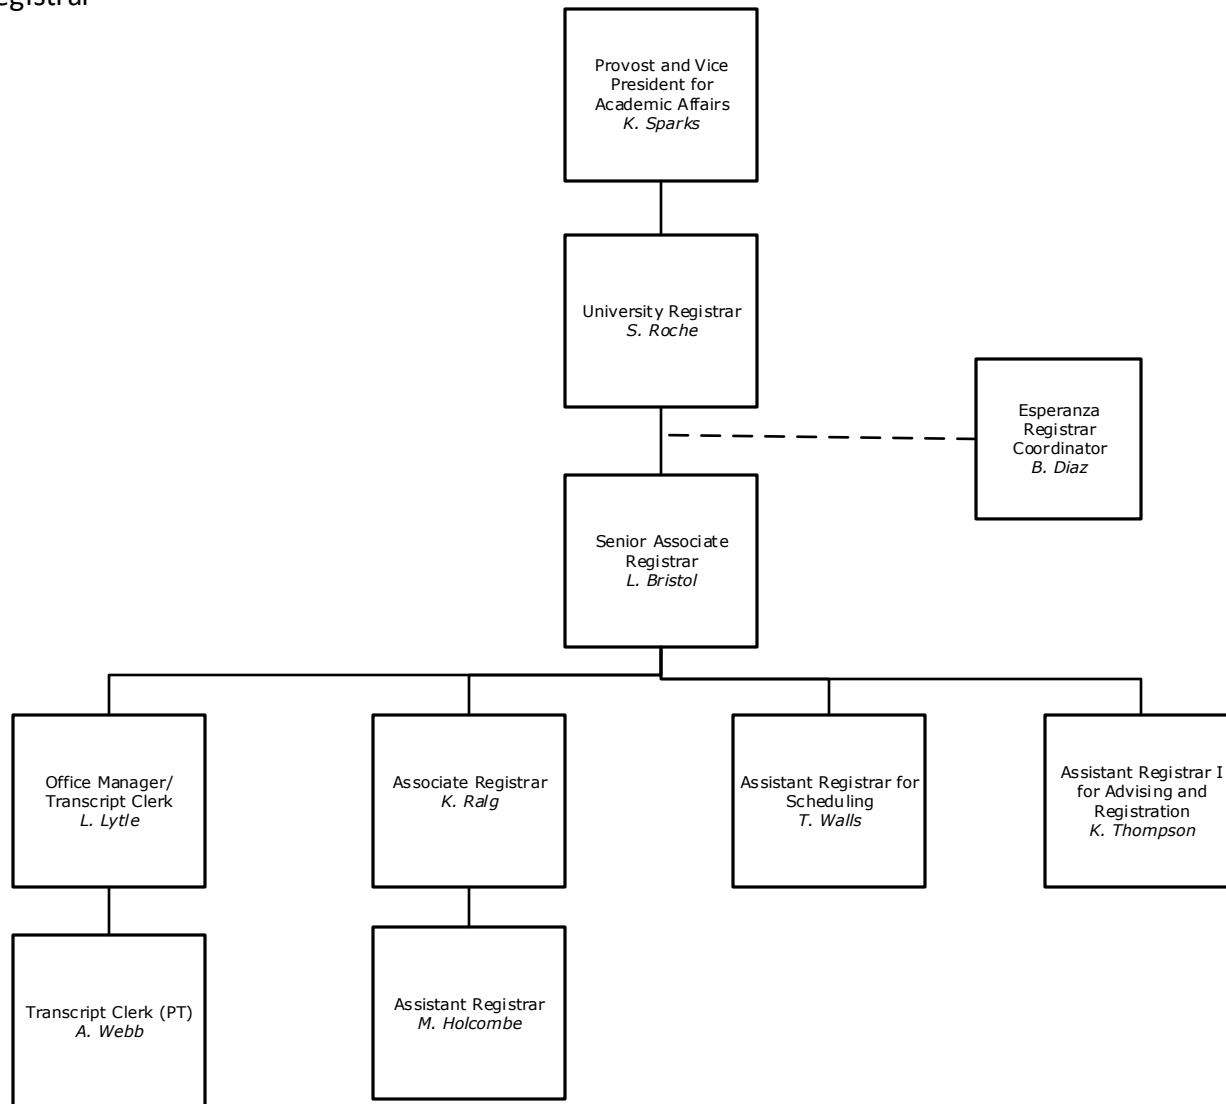 Provost and Vice
President for
Academic Affairs
K. Sparks
University Registrar
S. Roche
Esperanza
Registrar
Coordinator
B. Diaz
Senior Associate
Registrar
L. Bristol
Office Manager/
Transcript Clerk
L. Lytle
Associate Registrar
K. Ralg
Assistant Registrar for
Scheduling
T. Walls
Assistant Registrar I
for Advising and
Registration
K. Thompson
Transcript Clerk (PT)
A. Webb
Assistant Registrar
M. Holcombe